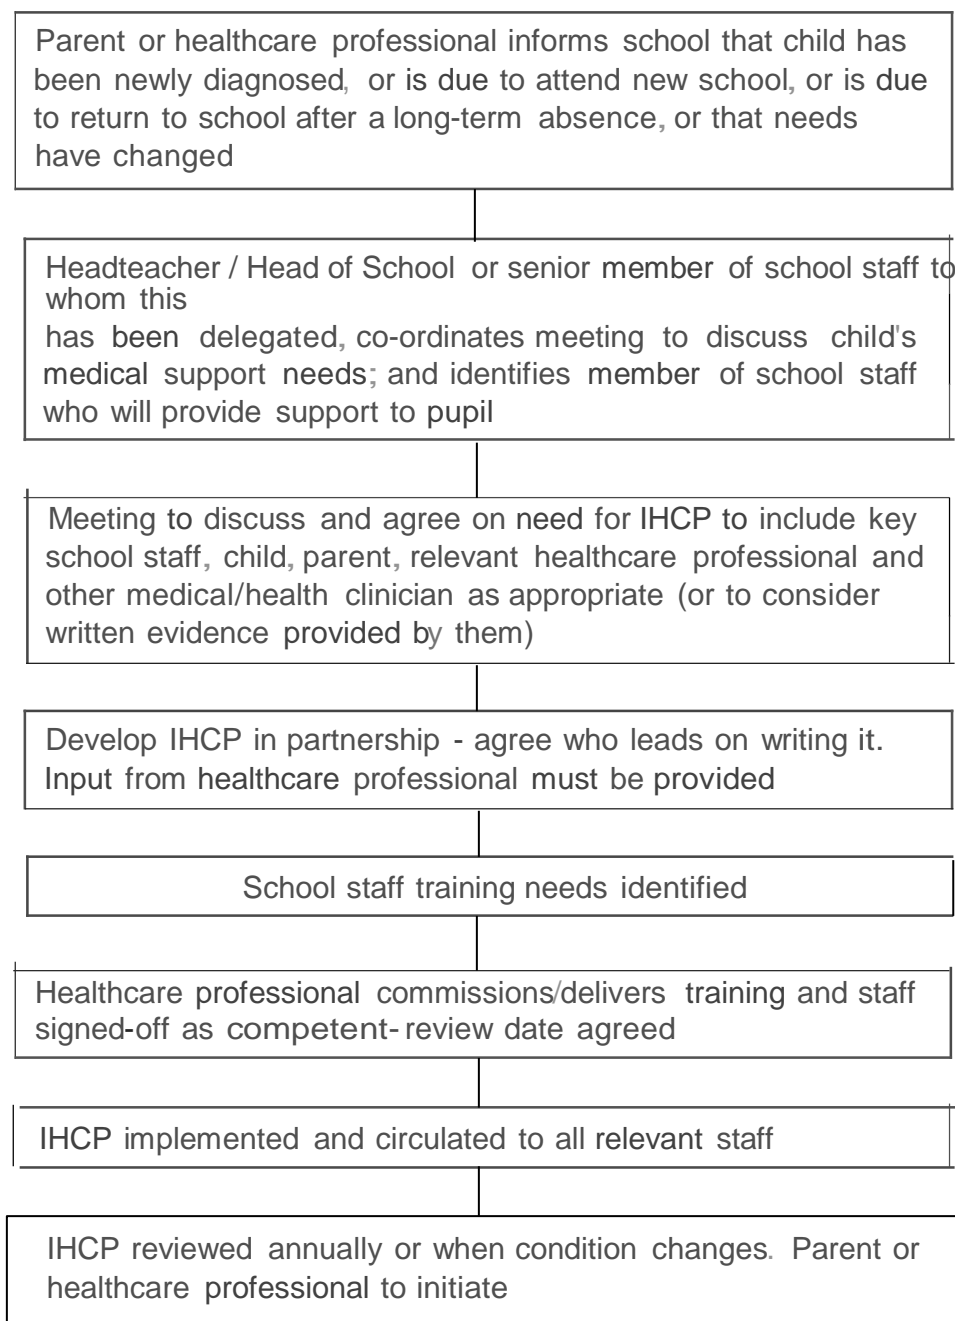 Parent or healthcare professional informs school that child has
been newly diagnosed, or is due to attend new school, or is due
to return to school after a long-term absence, or that needs
have changed
Headteacher / Head of School or senior member of school staff to
whom this
has been delegated, co-ordinates meeting to discuss child's
medical support needs; and identifies member of school staff
who will provide support to pupil
Meeting to discuss and agree on need for IHCP to include key
school staff, child, parent, relevant healthcare professional and
other medical/health clinician as appropriate (or to consider
written evidence provided by them)
Develop IHCP in partnership - agree who leads on writing it.
Input from healthcare professional must be provided
School staff training needs identified
Healthcare professional commissions/delivers training and staff
signed-off as competent- review date agreed
IHCP implemented and circulated to all relevant staff
IHCP reviewed annually or when condition changes. Parent or
healthcare professional to initiate